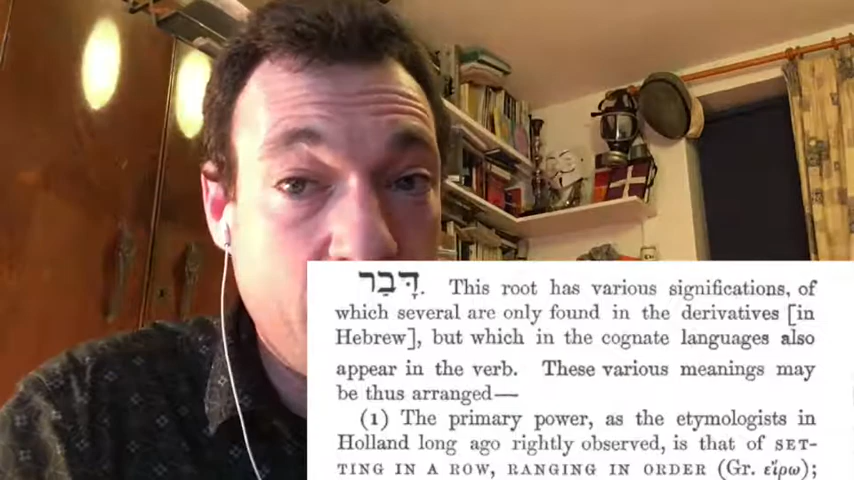 דָּבַר. This root has various significations, of
which several are only found in the derivatives [in
Hebrew], but which in the cognate languages also
appear in the verb. These various meanings may
be thus arranged—
(1) The primary power, as the etymologists in
Holland long ago rightly observed, is that of SET-
TING IN A ROW, RANGING IN ORDER (Gr. εἴρω);